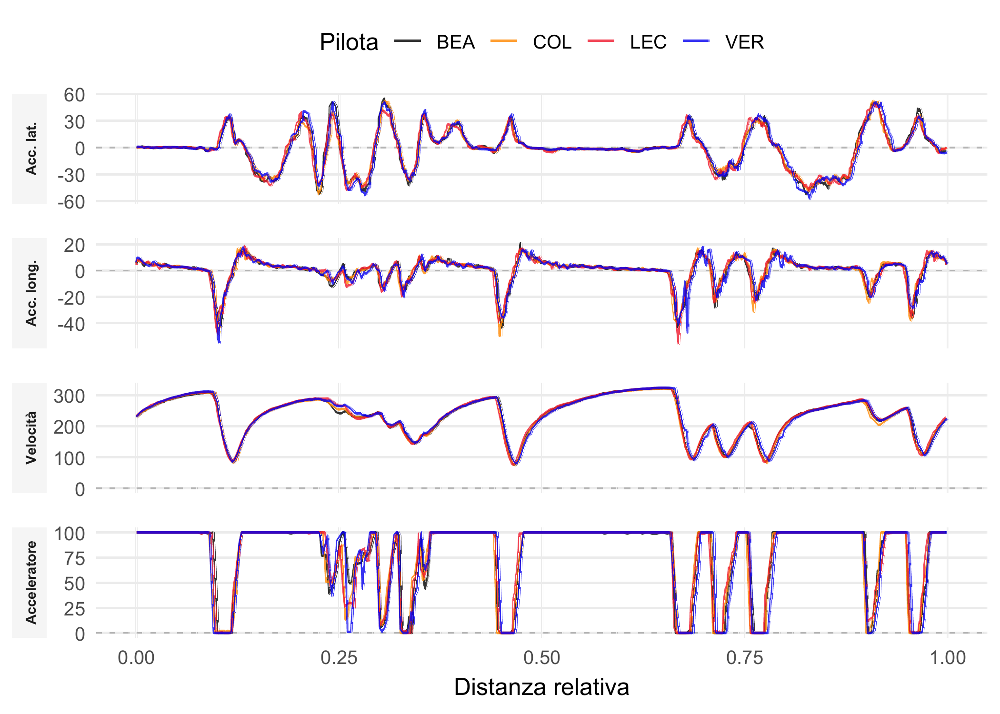 Pilota BEA COL LEC VER
Acc. lat.
60
30
0
-30
-60
Acc. long.
20
0
-20
-40
Velocità
300
200
100
0
Acceleratore
100
75
50
25
0
0.00 0.25 0.50 0.75 1.00
Distanza relativa